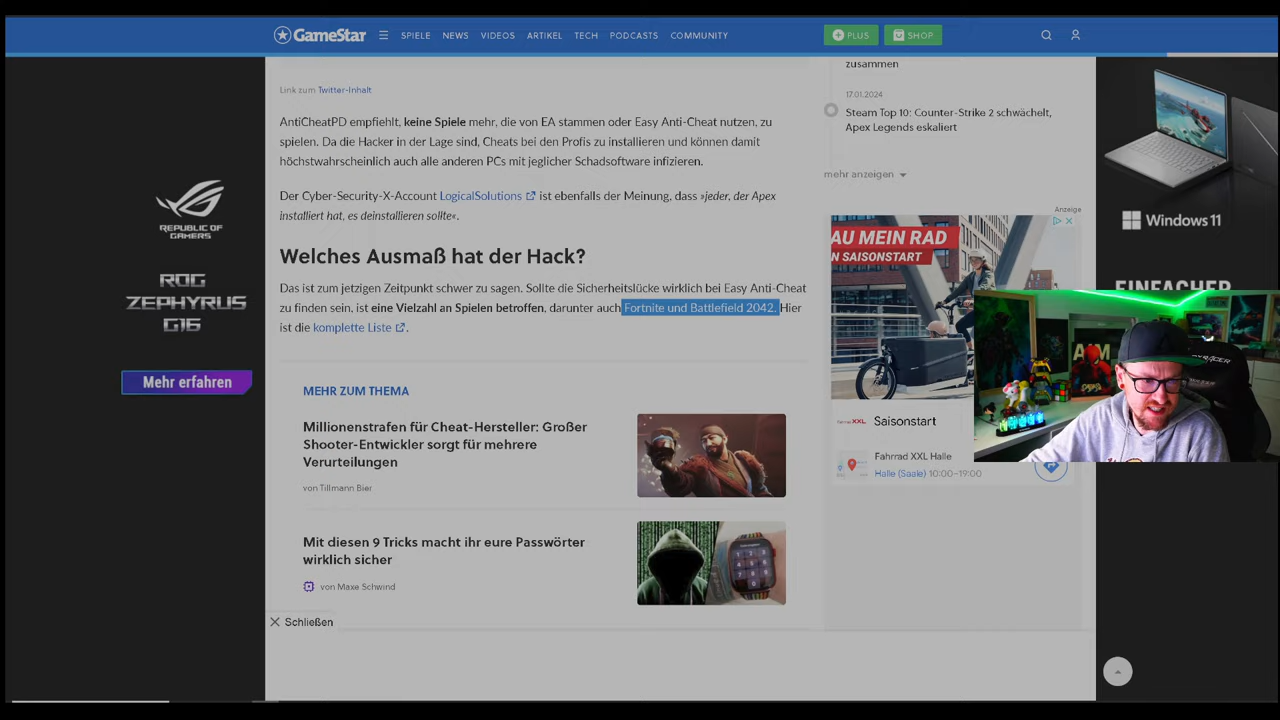 GameStar
SPIELE NEWS VIDEOS ARTIKEL TECH PODCASTS COMMUNITY
PLUS
SHOP
Link zum Twitter-Inhalt
AntiCheatPD empfiehlt, keine Spiele mehr, die von EA stammen oder Easy Anti-Cheat nutzen, zu
spielen. Da die Hacker in der Lage sind, Cheats bei den Profis zu installieren und können damit
höchstwahrscheinlich auch alle anderen PCs mit jeglicher Schadsoftware infizieren.
Der Cyber-Security-X-Account LogicalSolutions ist ebenfalls der Meinung, dass »jeder, der Apex
installiert hat, es deinstallieren sollte«.
Welches Ausmaß hat der Hack?
Das ist zum jetzigen Zeitpunkt schwer zu sagen. Sollte die Sicherheitslücke wirklich bei Easy Anti-Cheat
zu finden sein, ist eine Vielzahl an Spielen betroffen, darunter auch Fortnite und Battlefield 2042. Hier
ist die komplette Liste.
MEHR ZUM THEMA
Millionenstrafen für Cheat-Hersteller: Großer
Shooter-Entwickler sorgt für mehrere
Verurteilungen
von Tillmann Bier
Mit diesen 9 Tricks macht ihr eure Passwörter
wirklich sicher
von Maxe Schwind
Schließen
zusammen
17.01.2024
Steam Top 10: Counter-Strike 2 schwächelt,
Apex Legends eskaliert
mehr anzeigen
Anzeige
AU MEIN RAD
N SAISONSTART
Saisonstart
Fahrrad XXL Halle
Halle (Saale) 10:00–19:00
REPUBLIC OF
GAMERS
ROG
ZEPHYRUS
G16
Mehr erfahren
Windows 11
EINFACHER
AIM